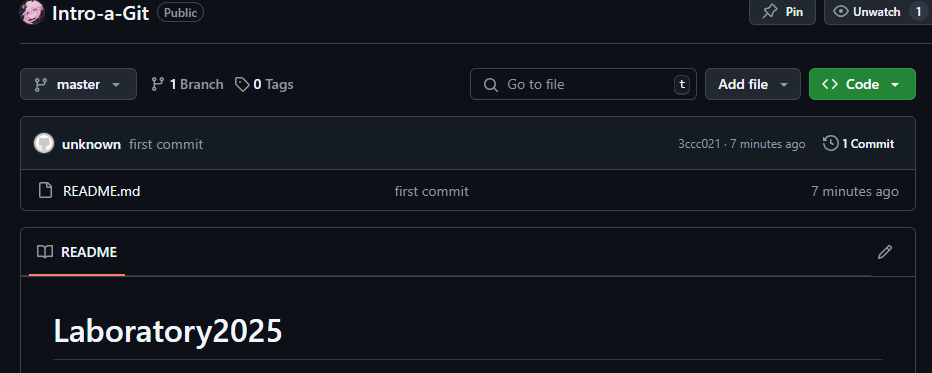 Intro-a-Git Public Pin Unwatch 1
master 1 Branch 0 Tags Go to file t Add file Code
unknown first commit 3ccc021 · 7 minutes ago 1 Commit
README.md first commit 7 minutes ago
README
Laboratory2025